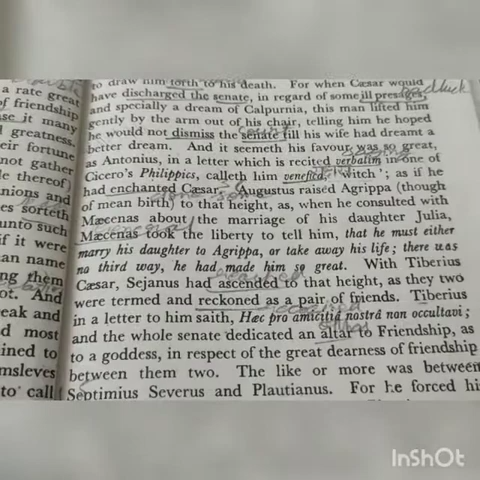 a rate great
of friendship
use it many
d greatness,
heir fortune
not gather
le thereof)
nions and
es sorteth
unto such
if it were
an name
ng them
ot. And
eak and
d most
ined to
mselves
to call
to draw him forth to his death. For when Cæsar would
have discharged the senate, in regard of some ill presages,
and specially a dream of Calpurnia, this man lifted him
gently by the arm out of his chair, telling him he hoped
he would not dismiss the senate till his wife had dreamt a
better dream. And it seemeth his favour was so great,
as Antonius, in a letter which is recited verbatim in one of
Cicero's Philippics, calleth him venefica, 'witch'; as if he
had enchanted Cæsar. Augustus raised Agrippa (though
of mean birth) to that height, as, when he consulted with
Mæcenas about the marriage of his daughter Julia,
Mæcenas took the liberty to tell him, that he must either
marry his daughter to Agrippa, or take away his life; there was
no third way, he had made him so great. With Tiberius
Cæsar, Sejanus had ascended to that height, as they two
were termed and reckoned as a pair of friends. Tiberius
in a letter to him saith, Hæc pro amicitiâ nostrâ non occultavi;
and the whole senate dedicated an altar to Friendship, as
to a goddess, in respect of the great dearness of friendship
between them two. The like or more was between
Septimius Severus and Plautianus. For he forced hi
InShOt